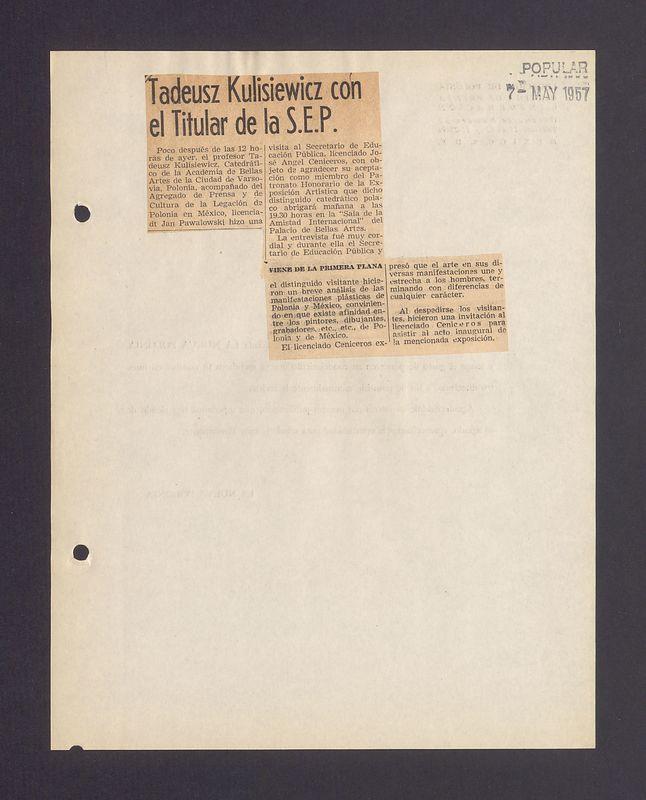 POPULAR
7 MAY 1957
Tadeusz Kulisiewicz con
el Titular de la S.E.P.
Poco después de las 12 ho-
ras de ayer, el profesor Ta-
deusz Kulisiewicz, Catedráti-
co de la Academia de Bellas
Artes de la Ciudad de Varso-
via, Polonia, acompañado del
Agregado de Prensa y de
Cultura de la Legación de
Polonia en México, licencia-
dt Jan Pawalowski hizo una
visita al Secretario de Edu-
cación Pública, licenciado Jo-
sé Angel Ceniceros, con ob-
jeto de agradecer su acepta-
ción como miembro del Pa-
tronato Honorario de la Ex-
posición Artística que dicho
distinguido catedrático pola-
co abrigará mañana a las
19.30 horas en la "Sala de la
Amistad Internacional" del
Palacio de Bellas Artes.
La entrevista fué muy cor-
dial y durante ella el Secre-
tario de Educación Pública y
VIENE DE LA PRIMERA PLANA
el distinguido visitante hicie-
ron un breve análisis de las
manifestaciones plásticas de
Polonia y México, convinien-
do en que existe afinidad en-
tre los pintores, dibujantes,
grabadores, etc., etc., de Po-
lonia y de México.
El licenciado Ceniceros ex-
presó que el arte en sus di-
versas manifestaciones une y
estrecha a los hombres, ter-
minando con diferencias de
cualquier carácter.
Al despedirse los visitan-
tes, hicieron una invitación al
licenciado Ceniceros para
asistir al acto inaugural de
la mencionada exposición.